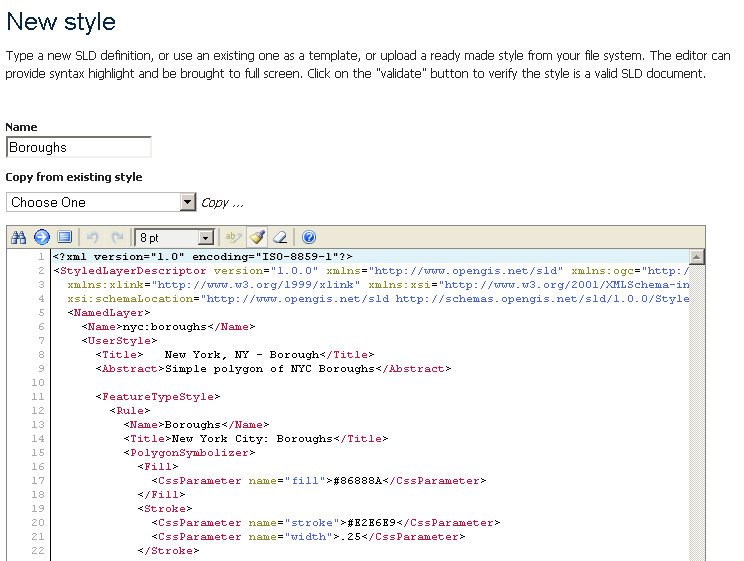 New style
Type a new SLD definition, or use an existing one as a template, or upload a ready made style from your file system. The editor can
provide syntax highlight and be brought to full screen. Click on the "validate" button to verify the style is a valid SLD document.
Name
Boroughs
Copy from existing style
Choose One Copy ...
8 pt ab
1 <?xml version="1.0" encoding="ISO-8859-1"?>
2 <StyledLayerDescriptor version="1.0.0" xmlns="http://www.opengis.net/sld" xmlns:ogc="http:/
3 xmlns:xlink="http://www.w3.org/1999/xlink" xmlns:xsi="http://www.w3.org/2001/XMLSchema-in
4 xsi:schemaLocation="http://www.opengis.net/sld http://schemas.opengis.net/sld/1.0.0/Style
5 <NamedLayer>
6 <Name>nyc:boroughs</Name>
7 <UserStyle>
8 <Title> New York, NY - Borough</Title>
9 <Abstract>Simple polygon of NYC Boroughs</Abstract>
10
11 <FeatureTypeStyle>
12 <Rule>
13 <Name>Boroughs</Name>
14 <Title>New York City: Boroughs</Title>
15 <PolygonSymbolizer>
16 <Fill>
17 <CssParameter name="fill">#86888A</CssParameter>
18 </Fill>
19 <Stroke>
20 <CssParameter name="stroke">#E2E6E9</CssParameter>
21 <CssParameter name="width">.25</CssParameter>
22 </Stroke>